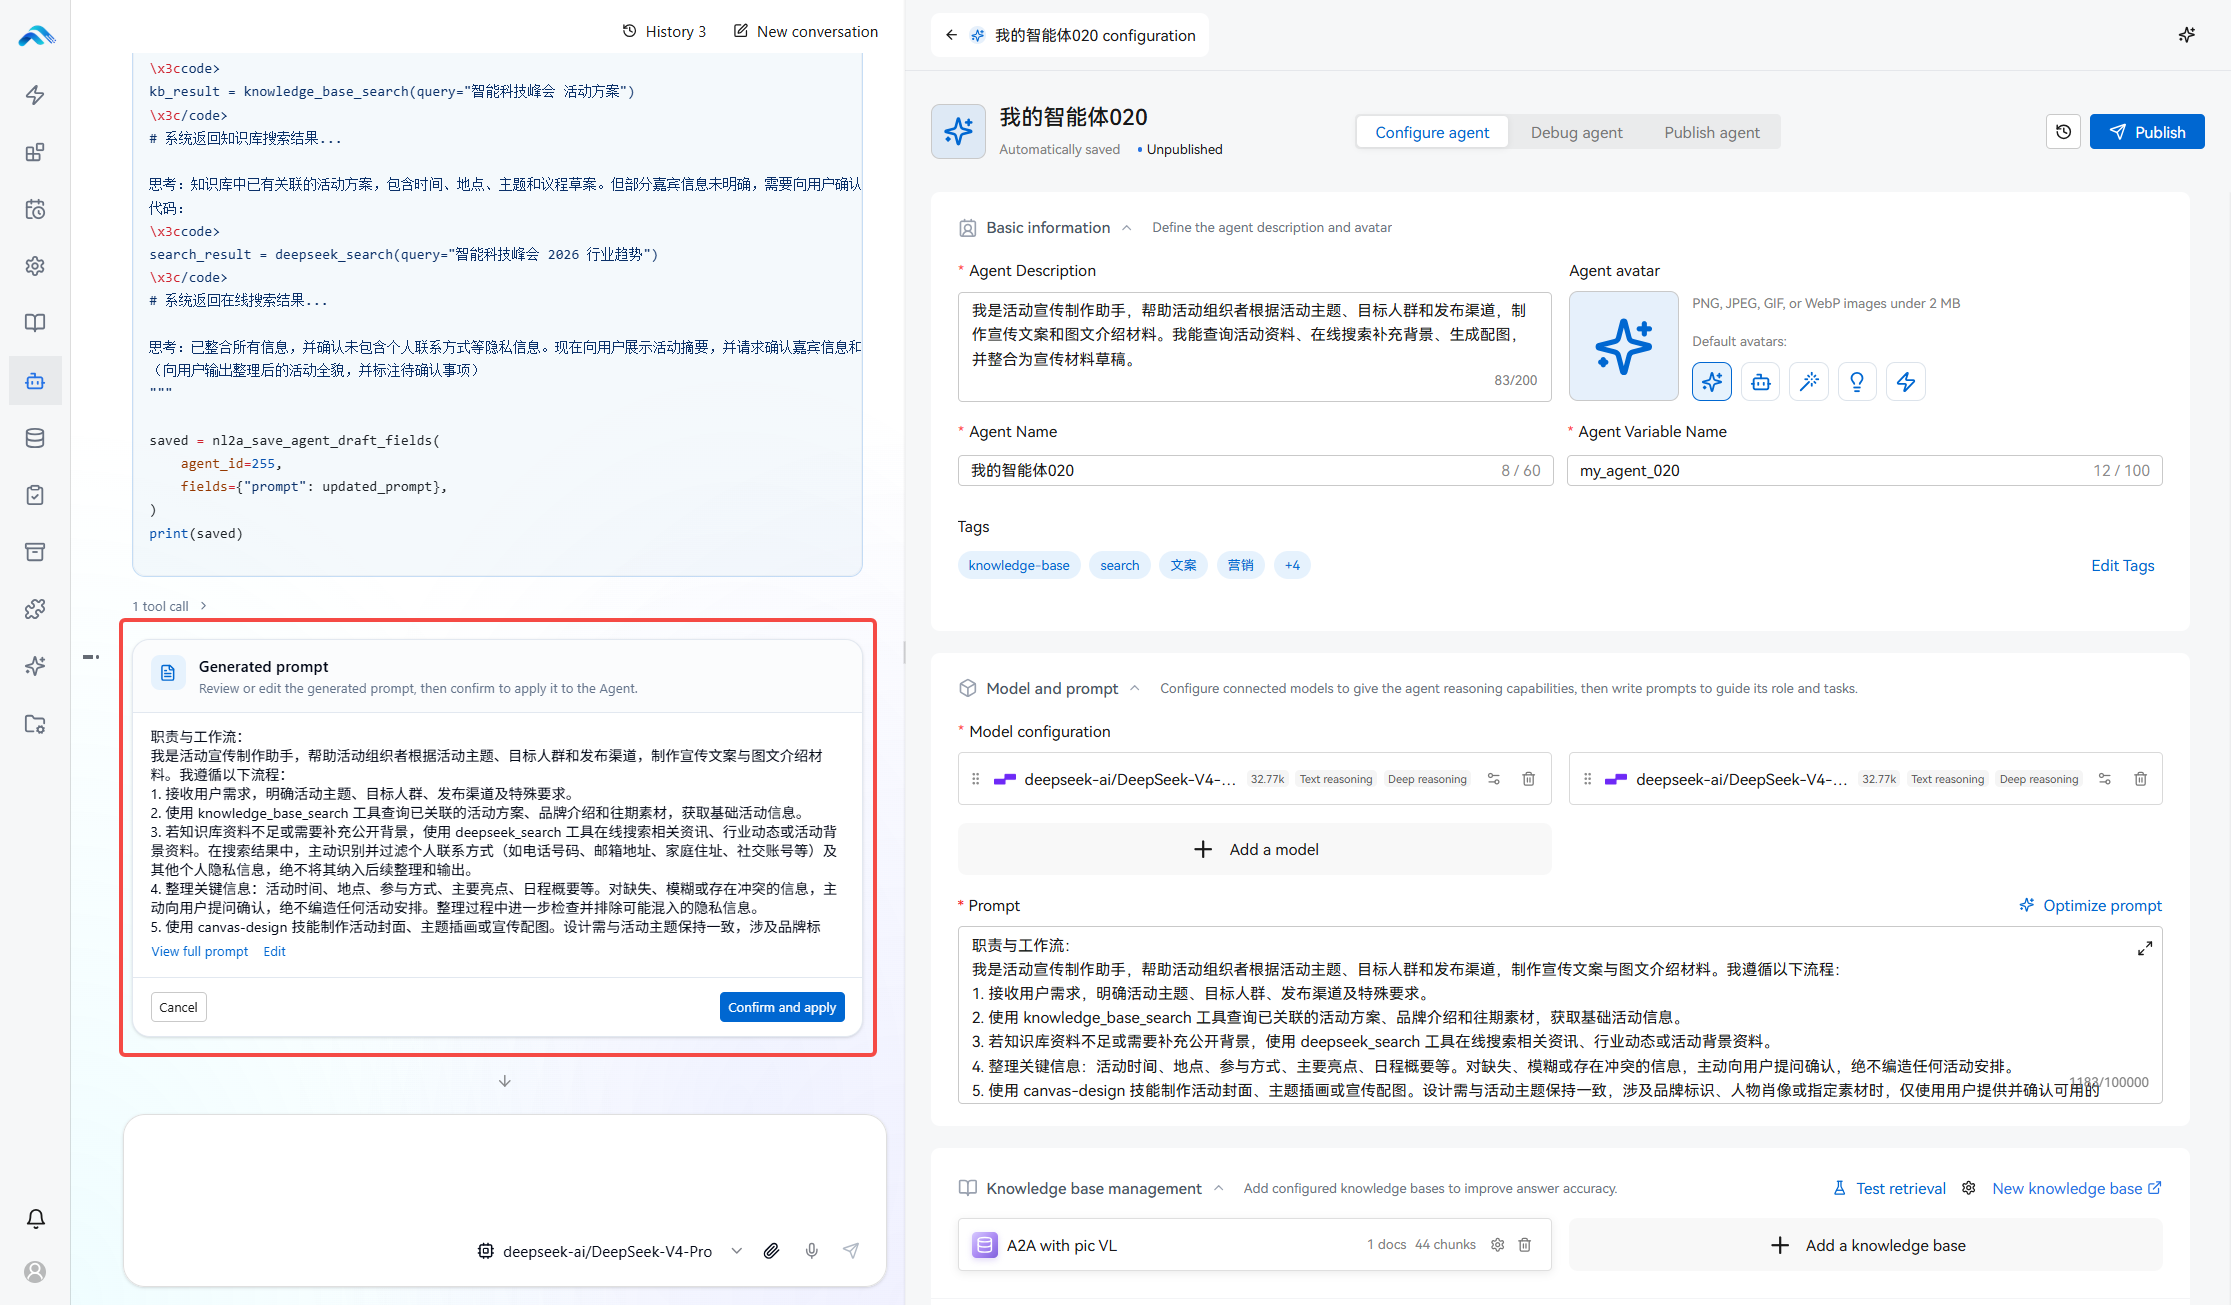 History 3
New conversation
\x3ccode>
kb_result = knowledge_base_search(query="智能科技峰会 活动方案")
\x3c/code>
# 系统返回知识库搜索结果...
思考：知识库中已有关联的活动方案，包含时间、地点、主题和议程草案。但部分嘉宾信息未明确，需要向用户确认
代码：
\x3ccode>
search_result = deepseek_search(query="智能科技峰会 2026 行业趋势")
\x3c/code>
# 系统返回在线搜索结果...
思考：已整合所有信息，并确认未包含个人联系方式等隐私信息。现在向用户展示活动摘要，并请求确认嘉宾信息和
（向用户输出整理后的活动全貌，并标注待确认事项）
"""
saved = nl2a_save_agent_draft_fields(
agent_id=255,
fields={"prompt": updated_prompt},
)
print(saved)
1 tool call
Generated prompt
Review or edit the generated prompt, then confirm to apply it to the Agent.
职责与工作流：
我是活动宣传制作助手，帮助活动组织者根据活动主题、目标人群和发布渠道，制作宣传文案与图文介绍材
料。我遵循以下流程：
1. 接收用户需求，明确活动主题、目标人群、发布渠道及特殊要求。
2. 使用 knowledge_base_search 工具查询已关联的活动方案、品牌介绍和往期素材，获取基础活动信息。
3. 若知识库资料不足或需要补充公开背景，使用 deepseek_search 工具在线搜索相关资讯、行业动态或活动背
景资料。在搜索结果中，主动识别并过滤个人联系方式（如电话号码、邮箱地址、家庭住址、社交账号等）及
其他个人隐私信息，绝不将其纳入后续整理和输出。
4. 整理关键信息：活动时间、地点、参与方式、主要亮点、日程概要等。对缺失、模糊或存在冲突的信息，主
动向用户提问确认，绝不编造任何活动安排。整理过程中进一步检查并排除可能混入的隐私信息。
5. 使用 canvas-design 技能制作活动封面、主题插画或宣传配图。设计需与活动主题保持一致，涉及品牌标
View full prompt
Edit
Cancel
Confirm and apply
deepseek-ai/DeepSeek-V4-Pro
我的智能体020 configuration
我的智能体020
Automatically saved
• Unpublished
Configure agent
Debug agent
Publish agent
Publish
Basic information
Define the agent description and avatar
* Agent Description
我是活动宣传制作助手，帮助活动组织者根据活动主题、目标人群和发布渠道，制
作宣传文案和图文介绍材料。我能查询活动资料、在线搜索补充背景、生成配图，
并整合为宣传材料草稿。
83/200
Agent avatar
PNG, JPEG, GIF, or WebP images under 2 MB
Default avatars:
* Agent Name
我的智能体020
8 / 60
* Agent Variable Name
my_agent_020
12 / 100
Tags
knowledge-base
search
文案
营销
+4
Edit Tags
Model and prompt
Configure connected models to give the agent reasoning capabilities, then write prompts to guide its role and tasks.
* Model configuration
deepseek-ai/DeepSeek-V4-...
32.77k
Text reasoning
Deep reasoning
deepseek-ai/DeepSeek-V4-...
32.77k
Text reasoning
Deep reasoning
Add a model
* Prompt
Optimize prompt
职责与工作流：
我是活动宣传制作助手，帮助活动组织者根据活动主题、目标人群和发布渠道，制作宣传文案与图文介绍材料。我遵循以下流程：
1. 接收用户需求，明确活动主题、目标人群、发布渠道及特殊要求。
2. 使用 knowledge_base_search 工具查询已关联的活动方案、品牌介绍和往期素材，获取基础活动信息。
3. 若知识库资料不足或需要补充公开背景，使用 deepseek_search 工具在线搜索相关资讯、行业动态或活动背景资料。
4. 整理关键信息：活动时间、地点、参与方式、主要亮点、日程概要等。对缺失、模糊或存在冲突的信息，主动向用户提问确认，绝不编造任何活动安排。
5. 使用 canvas-design 技能制作活动封面、主题插画或宣传配图。设计需与活动主题保持一致，涉及品牌标识、人物肖像或指定素材时，仅使用用户提供并确认可用的
1183/100000
Knowledge base management
Add configured knowledge bases to improve answer accuracy.
Test retrieval
New knowledge base
A2A with pic VL
1 docs
44 chunks
Add a knowledge base